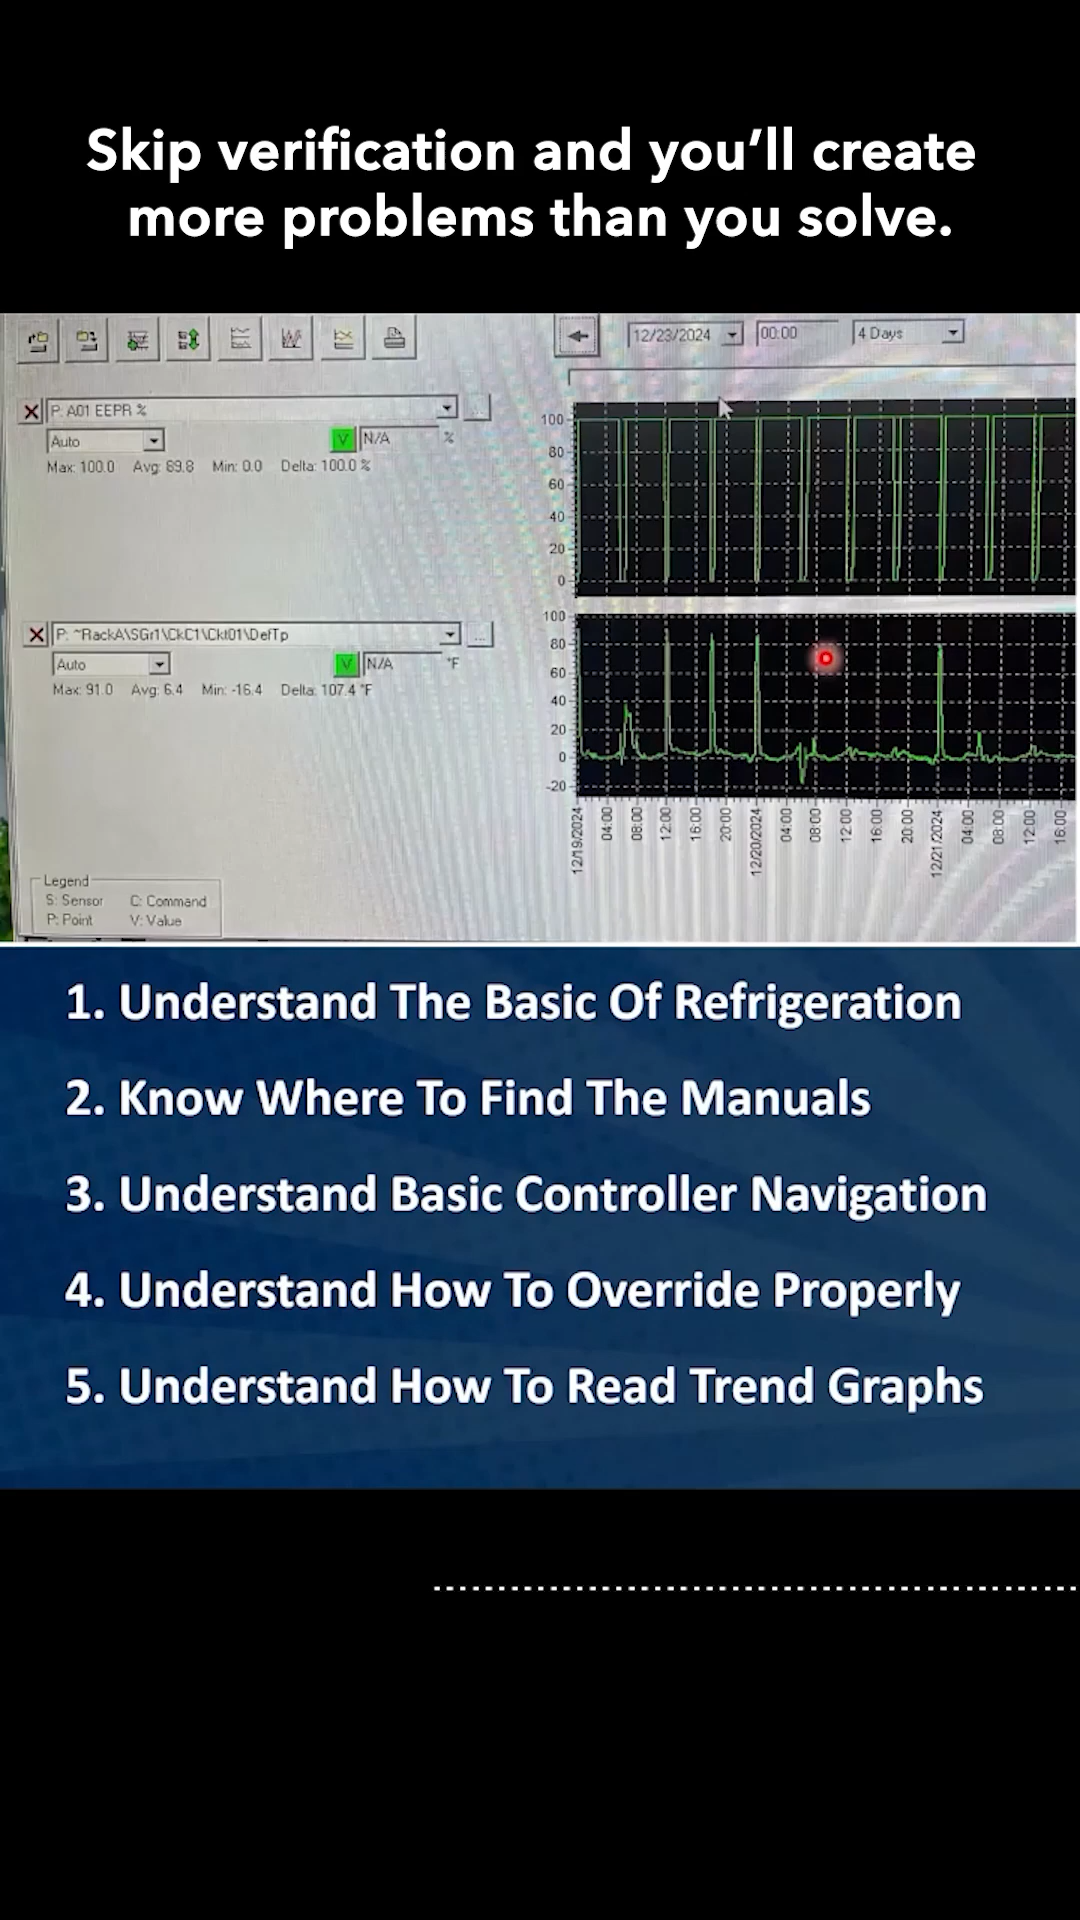 Skip verification and you’ll create
more problems than you solve.
12/23/2024 00:00 4 Days
P: A01 EEPR %
Auto V N/A %
Max: 100.0 Avg: 89.8 Min: 0.0 Delta: 100.0 %
100
80
60
40
20
0
P: ~RackA\SGr1\CkC1\Ckt01\DefTp
Auto V N/A °F
Max: 91.0 Avg: 6.4 Min: -16.4 Delta: 107.4 °F
100
80
60
40
20
0
-20
12/19/2024 04:00 08:00 12:00 16:00 20:00 12/20/2024 04:00 08:00 12:00 16:00 20:00 12/21/2024 04:00 08:00 12:00 16:00
Legend
S: Sensor C: Command
P: Point V: Value
1. Understand The Basic Of Refrigeration
2. Know Where To Find The Manuals
3. Understand Basic Controller Navigation
4. Understand How To Override Properly
5. Understand How To Read Trend Graphs